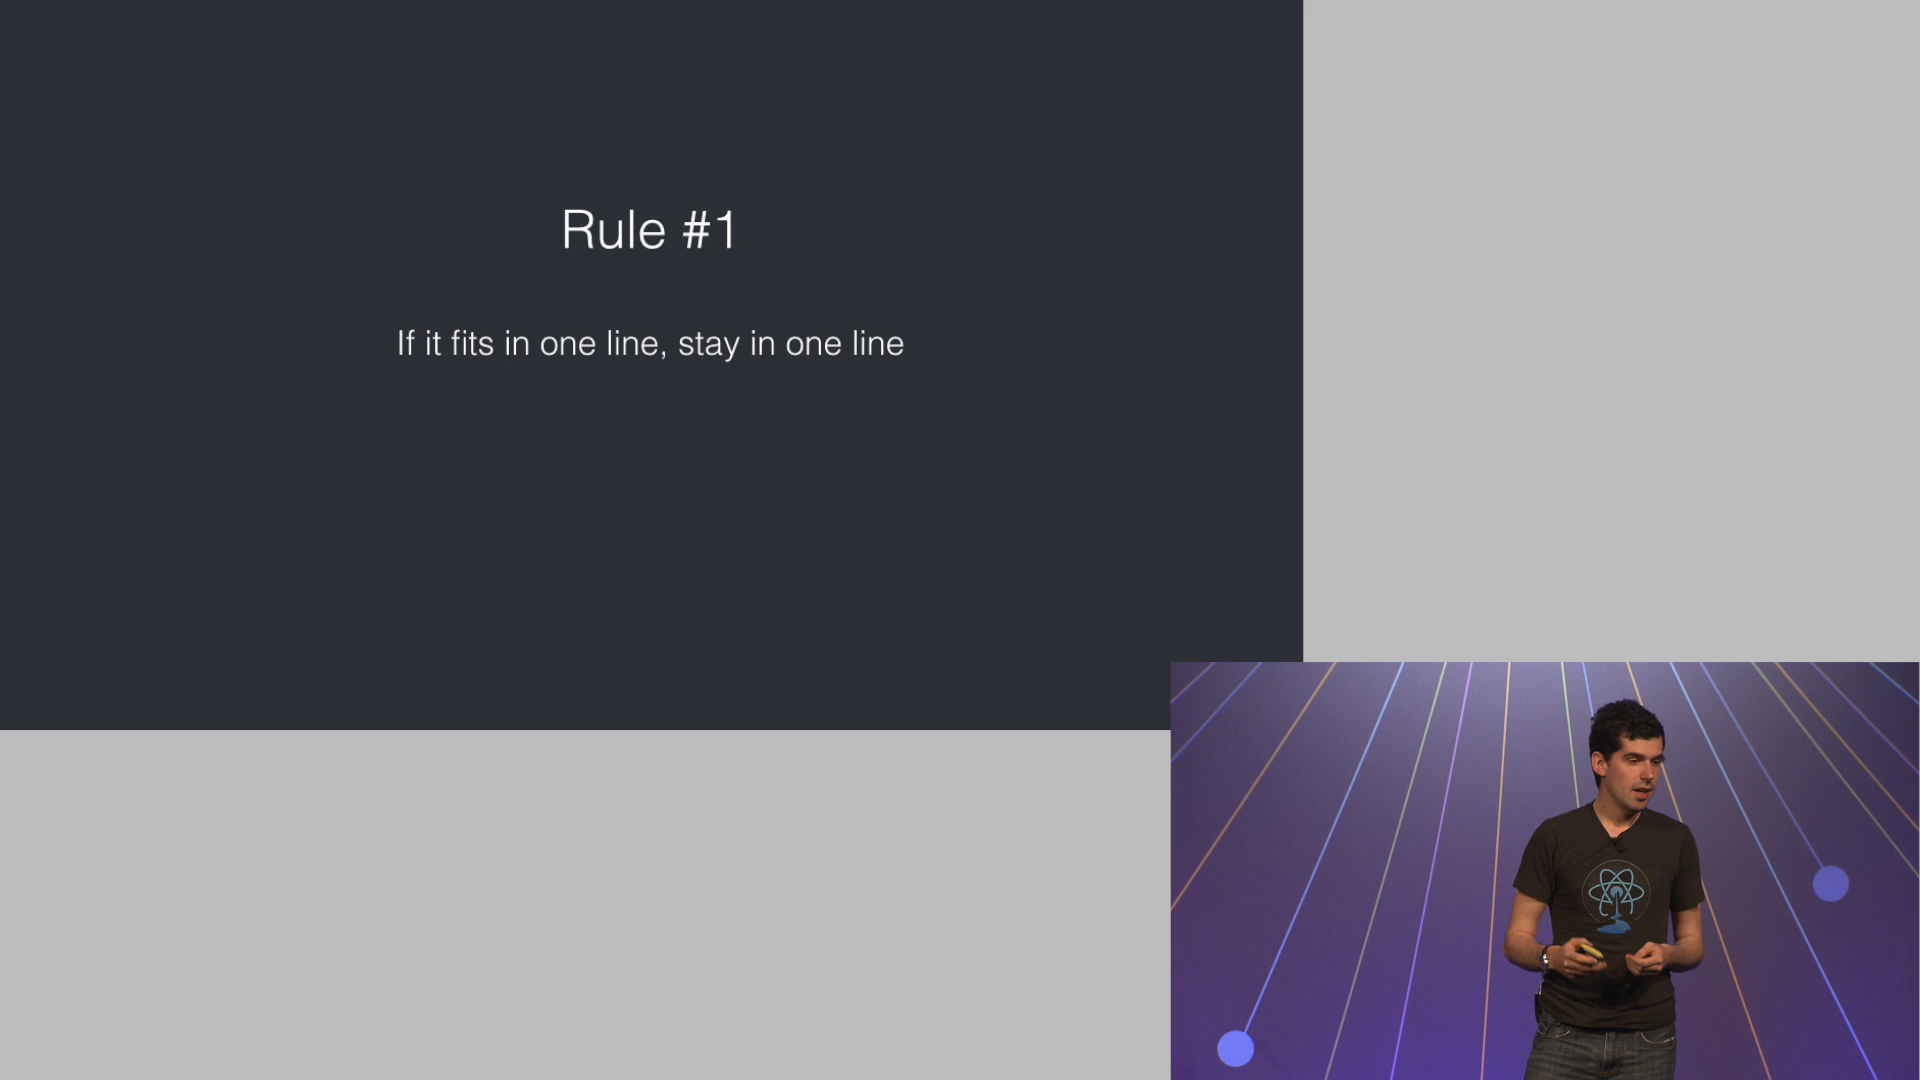 Rule #1
If it fits in one line, stay in one line